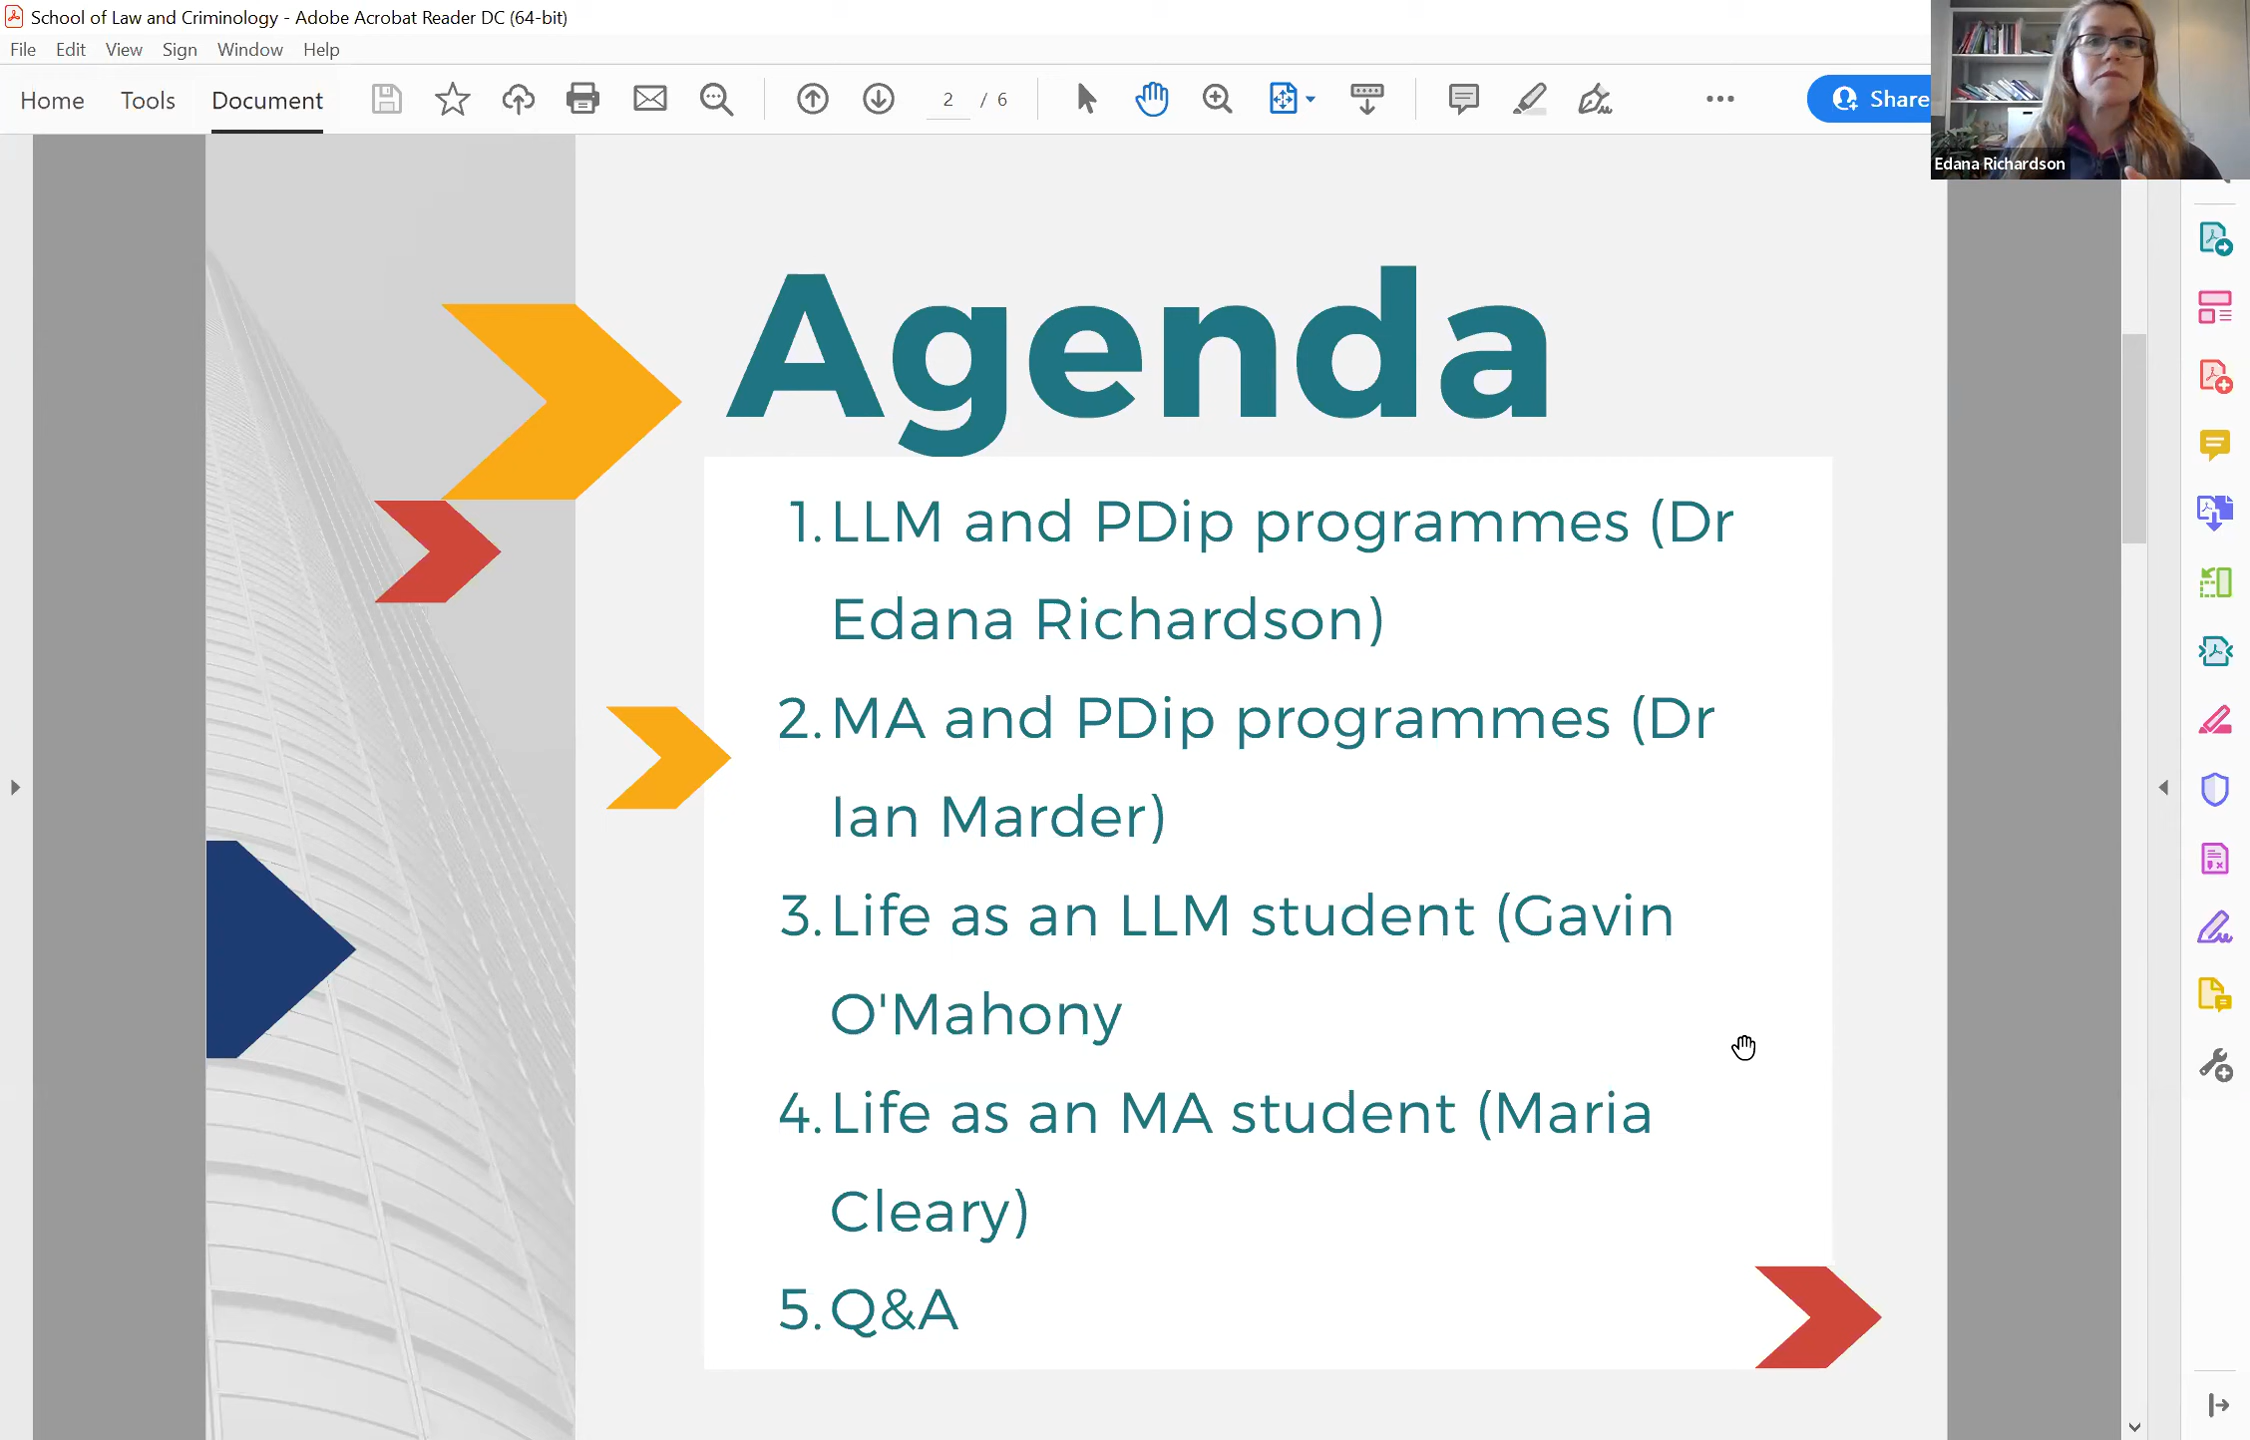 School of Law and Criminology - Adobe Acrobat Reader DC (64-bit)
File Edit View Sign Window Help
Home Tools Document 2 / 6 Share
Edana Richardson
Agenda
1. LLM and PDip programmes (Dr
Edana Richardson)
2. MA and PDip programmes (Dr
Ian Marder)
3. Life as an LLM student (Gavin
O'Mahony
4. Life as an MA student (Maria
Cleary)
5. Q&A